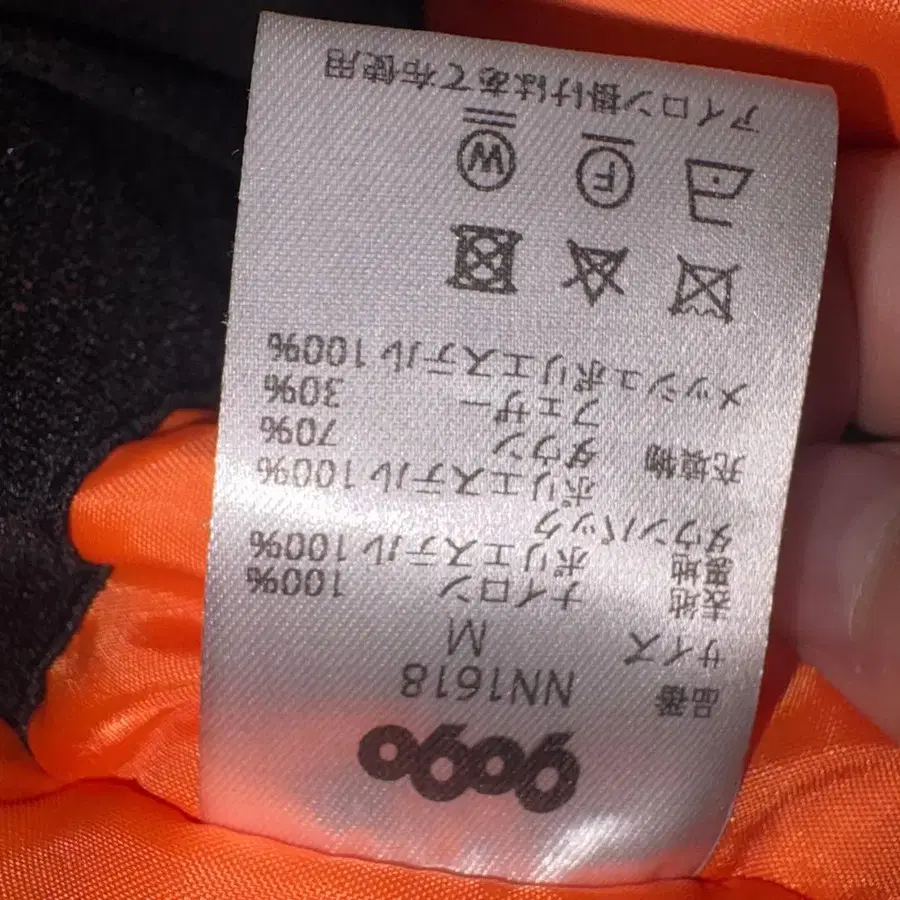 gogo
品番 NN1618
サイズ M
表地 ナイロン 100%
裏地 ポリエステル 100%
ダウンパック
ポリエステル 100%
充填物 ダウン 70%
フェザー 30%
メッシュポリエステル 100%
F W
アイロン掛けはあて布使用